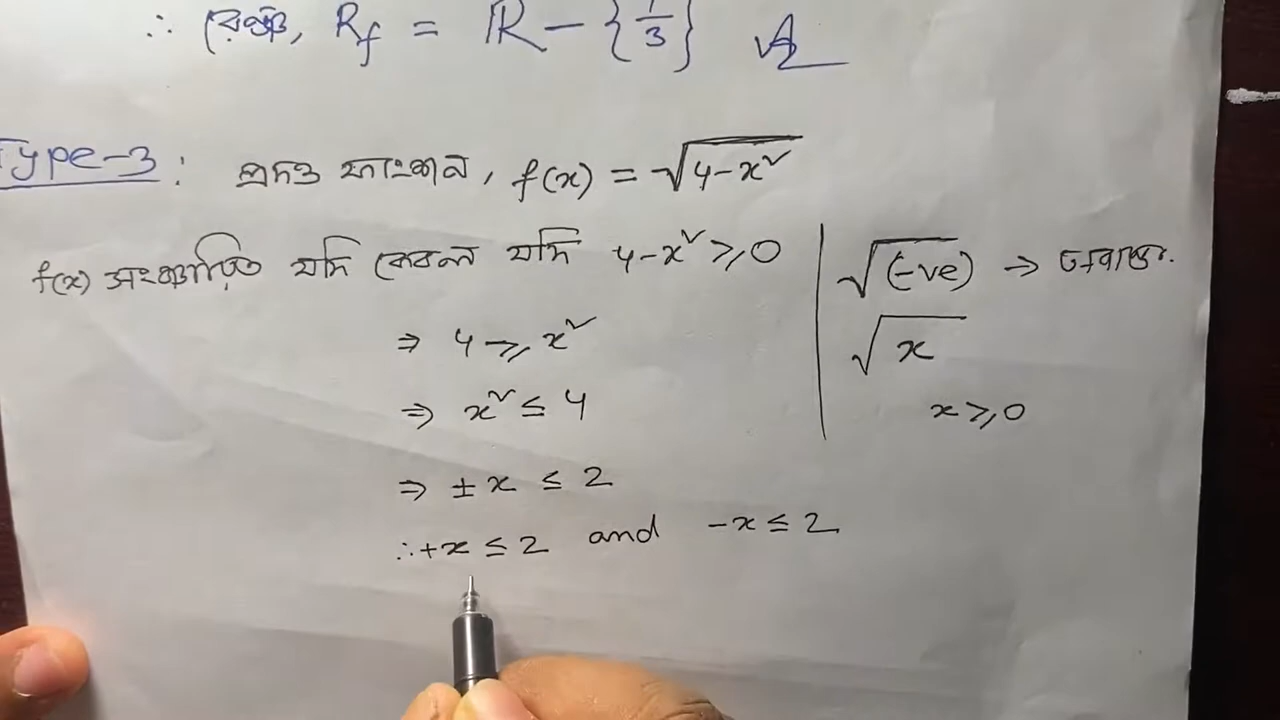 ∴ রেঞ্জ, R_f = ℝ - {1/3} Ans
Type-3: প্রদত্ত ফাংশন, f(x) = √(4-x²)
f(x) সংজ্ঞায়িত যদি কেবল যদি 4-x² ≥ 0
⇒ 4 ≥ x²
⇒ x² ≤ 4
⇒ ± x ≤ 2
∴ +x ≤ 2 and -x ≤ 2
√(-ve) → অবাস্তব.
√x
x ≥ 0